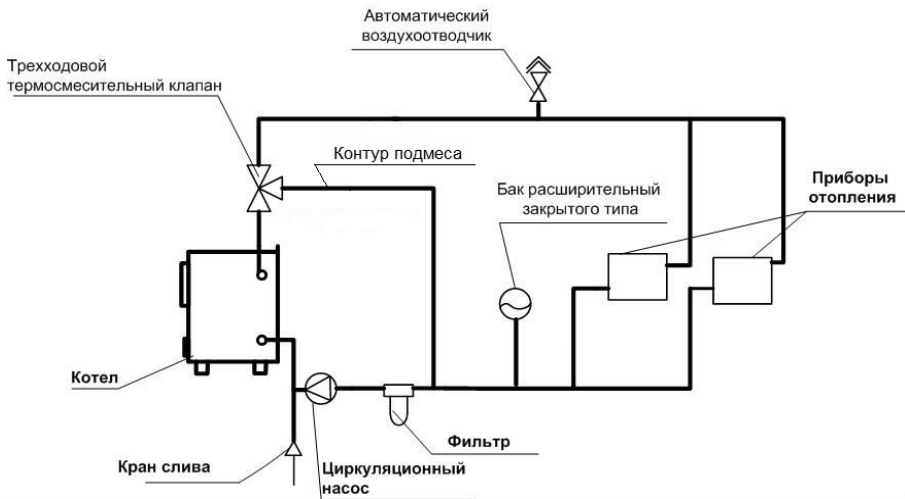 Автоматический
воздухоотводчик
Трехходовой
термосмесительный клапан
Контур подмеса
Бак расширительный
закрытого типа
Приборы
отопления
Котел
Фильтр
Кран слива
Циркуляционный
насос